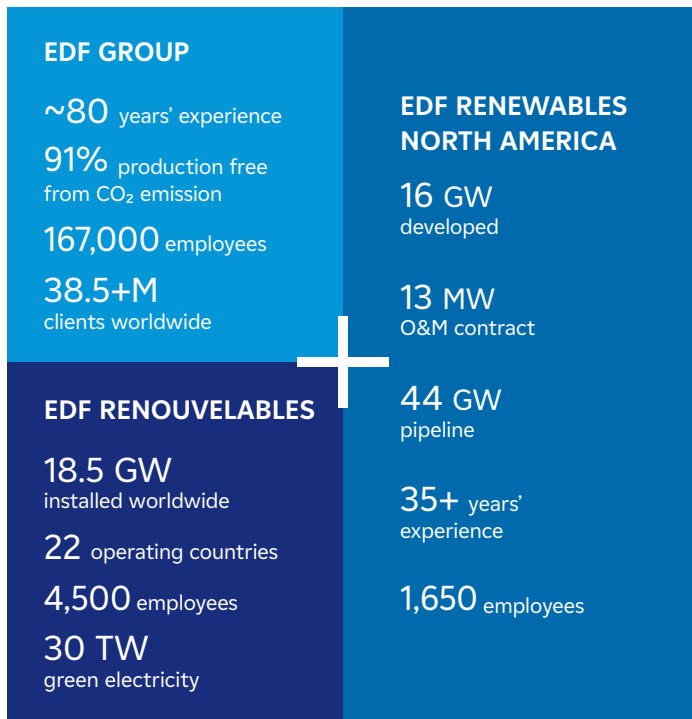 EDF GROUP
~80 years’ experience
91% production free
from CO₂ emission
167,000 employees
38.5+M
clients worldwide
EDF RENOUVELABLES
18.5 GW
installed worldwide
22 operating countries
4,500 employees
30 TW
green electricity
EDF RENEWABLES
NORTH AMERICA
16 GW
developed
13 MW
O&M contract
44 GW
pipeline
35+ years’
experience
1,650 employees